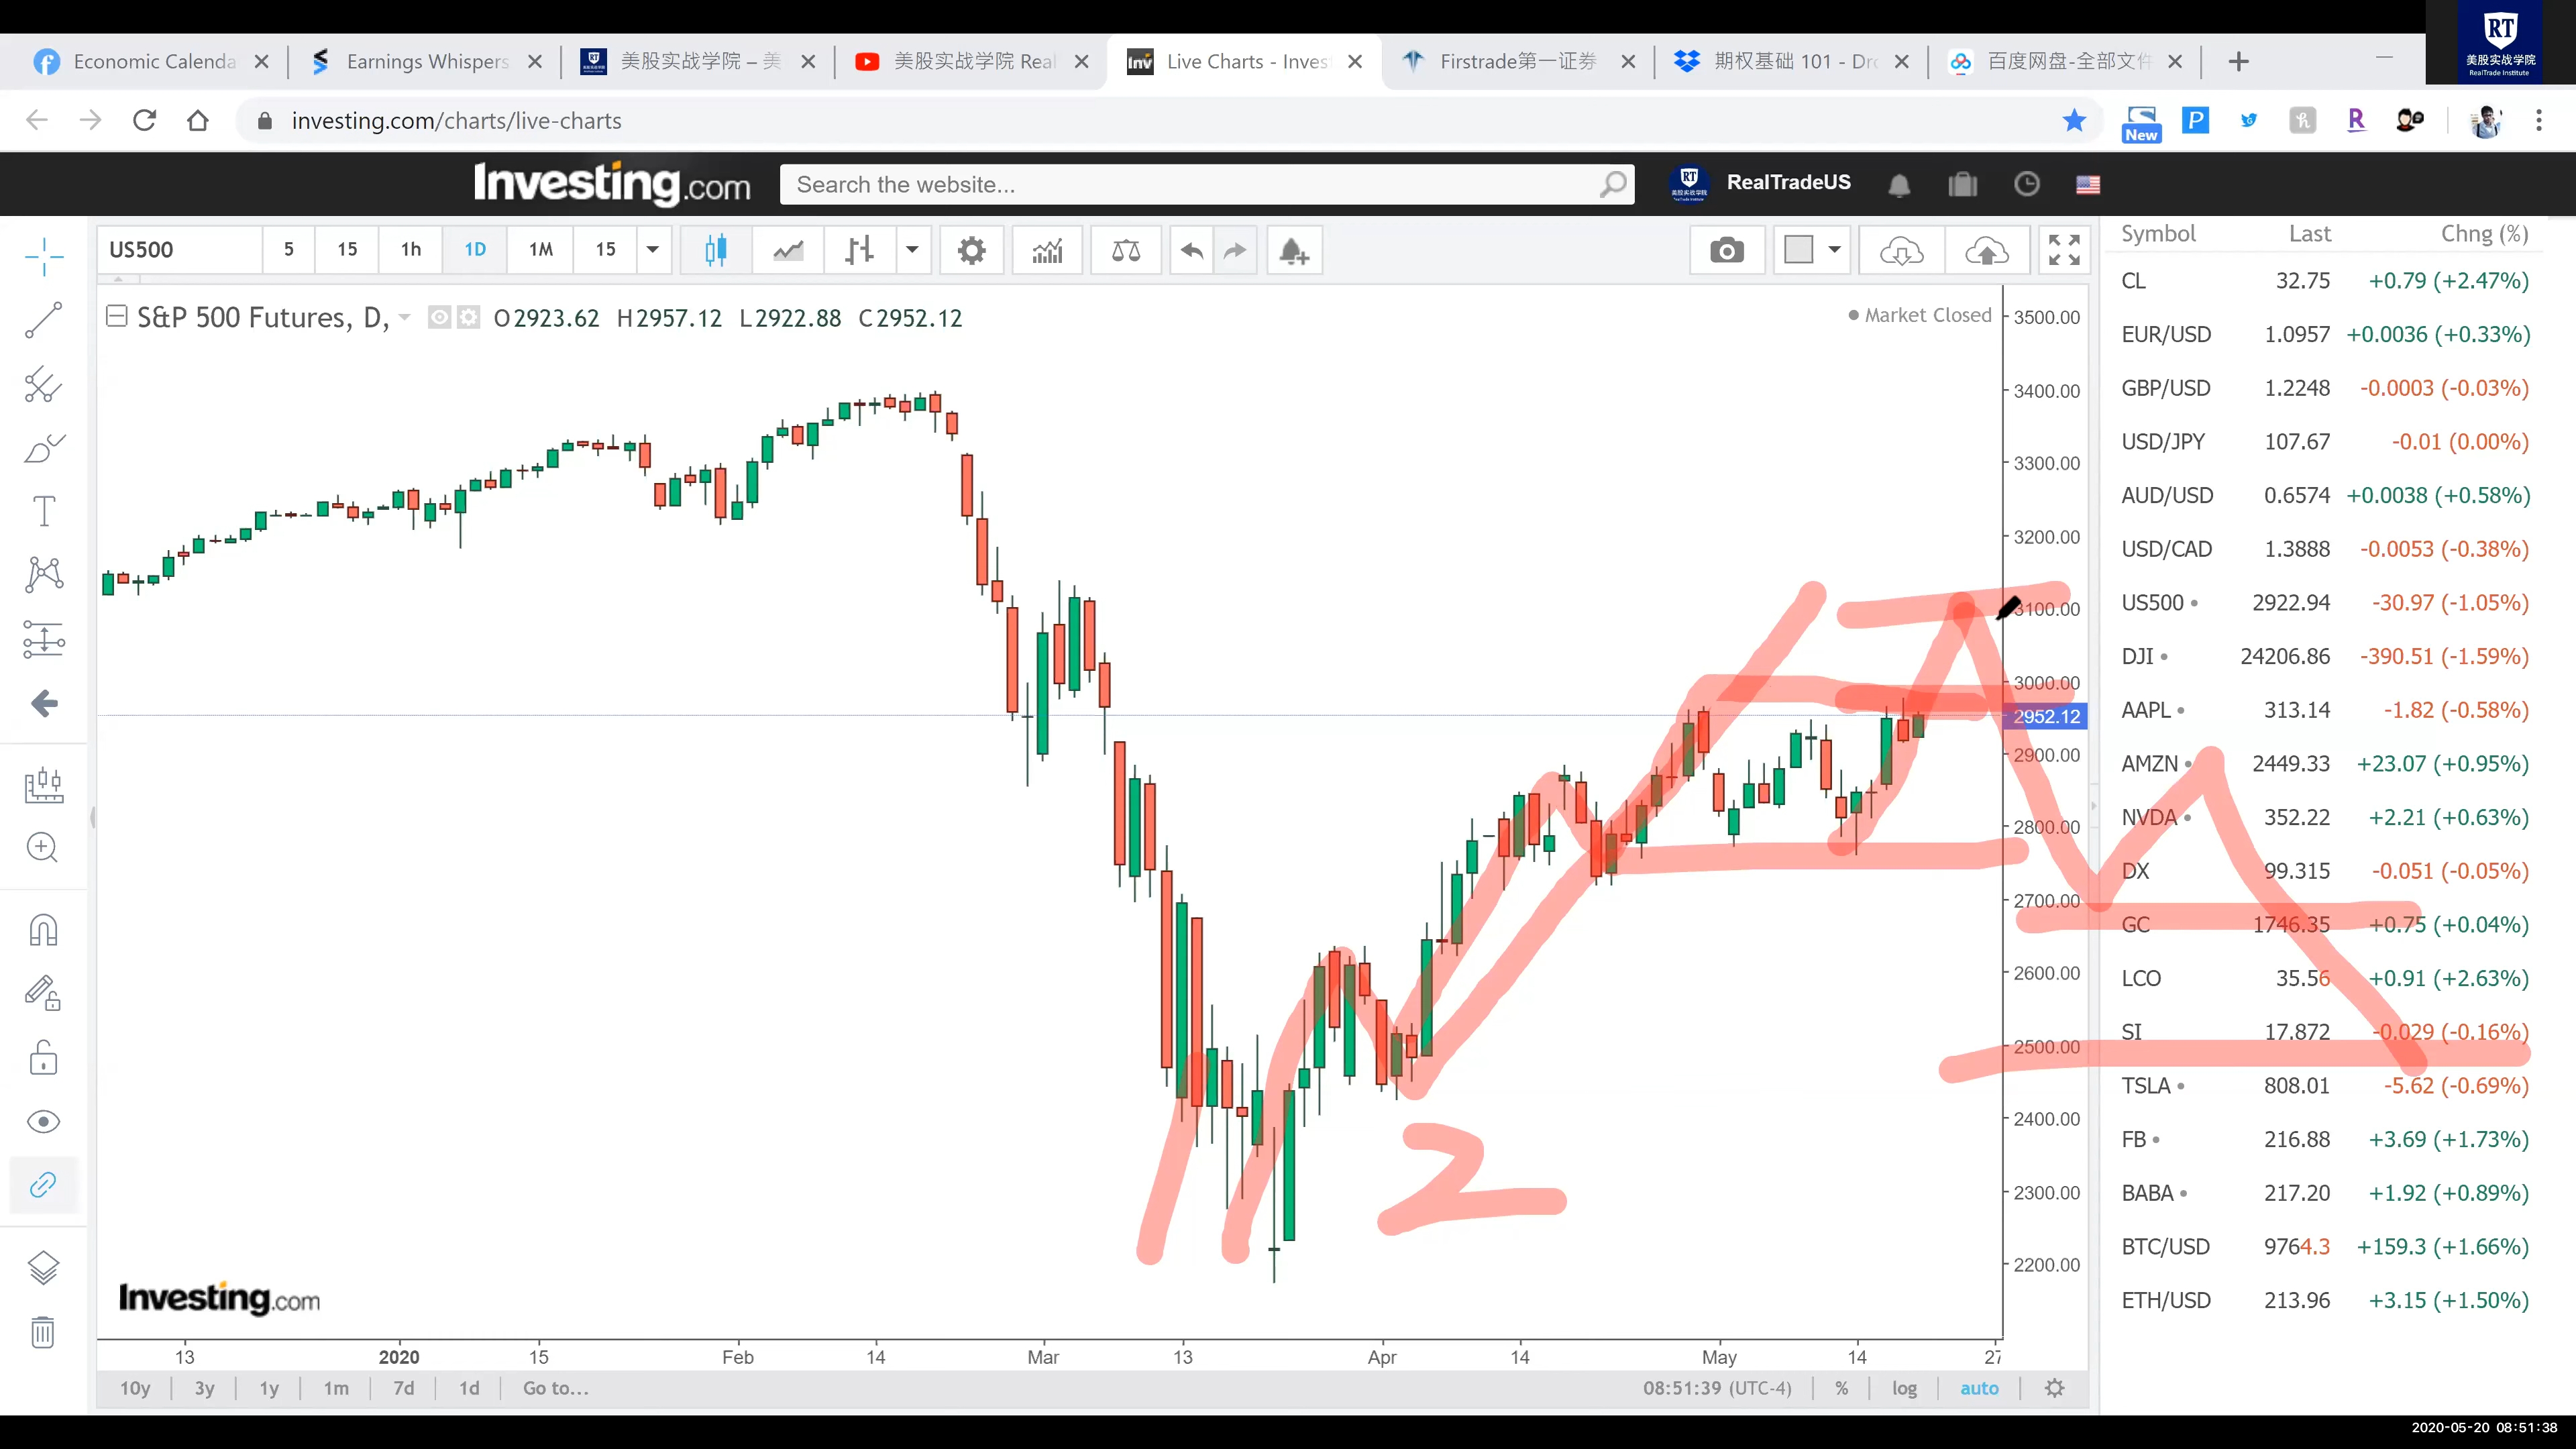 RT
美股实战学院
RealTrade Institute
Economic Calenda
Earnings Whispers
美股实战学院 – 美
美股实战学院 Real
Live Charts - Inves
Firstrade第一证券
期权基础 101 - Dr
百度网盘-全部文件
investing.com/charts/live-charts
New
Investing.com
Search the website...
RealTradeUS
US500 5 15 1h 1D 1M 15
Symbol Last Chng (%)
S&P 500 Futures, D, O2923.62 H2957.12 L2922.88 C2952.12
Market Closed
CL 32.75 +0.79 (+2.47%)
EUR/USD 1.0957 +0.0036 (+0.33%)
GBP/USD 1.2248 -0.0003 (-0.03%)
USD/JPY 107.67 -0.01 (0.00%)
AUD/USD 0.6574 +0.0038 (+0.58%)
USD/CAD 1.3888 -0.0053 (-0.38%)
US500 2922.94 -30.97 (-1.05%)
DJI 24206.86 -390.51 (-1.59%)
AAPL 313.14 -1.82 (-0.58%)
AMZN 2449.33 +23.07 (+0.95%)
NVDA 352.22 +2.21 (+0.63%)
DX 99.315 -0.051 (-0.05%)
GC 1746.35 +0.75 (+0.04%)
LCO 35.56 +0.91 (+2.63%)
SI 17.872 -0.029 (-0.16%)
TSLA 808.01 -5.62 (-0.69%)
FB 216.88 +3.69 (+1.73%)
BABA 217.20 +1.92 (+0.89%)
BTC/USD 9764.3 +159.3 (+1.66%)
ETH/USD 213.96 +3.15 (+1.50%)
3500.00
3400.00
3300.00
3200.00
3100.00
3000.00
2952.12
2900.00
2800.00
2700.00
2600.00
2500.00
2400.00
2300.00
2200.00
2
Investing.com
13 2020 15 Feb 14 Mar 13 Apr 14 May 14 27
10y 3y 1y 1m 7d 1d Go to... 08:51:39 (UTC-4) % log auto
2020-05-20 08:51:38